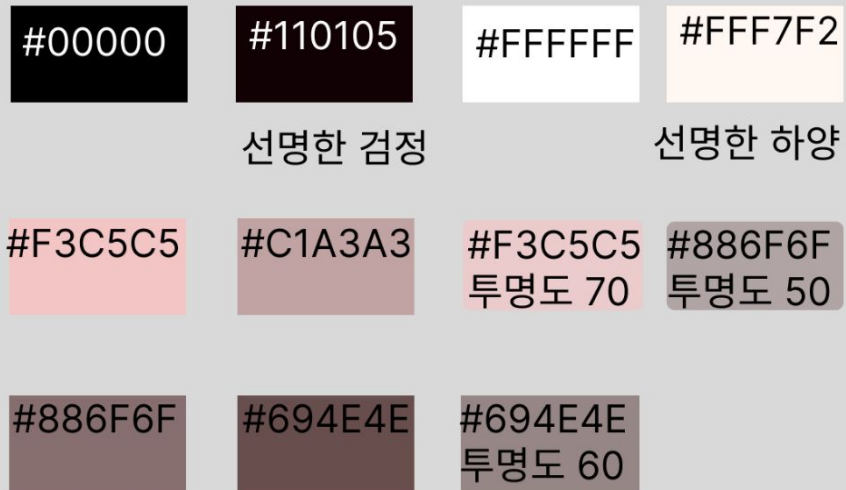 #00000
#110105
#FFFFFF
#FFF7F2
선명한 검정
선명한 하양
#F3C5C5
#C1A3A3
#F3C5C5
투명도 70
#886F6F
투명도 50
#886F6F
#694E4E
#694E4E
투명도 60